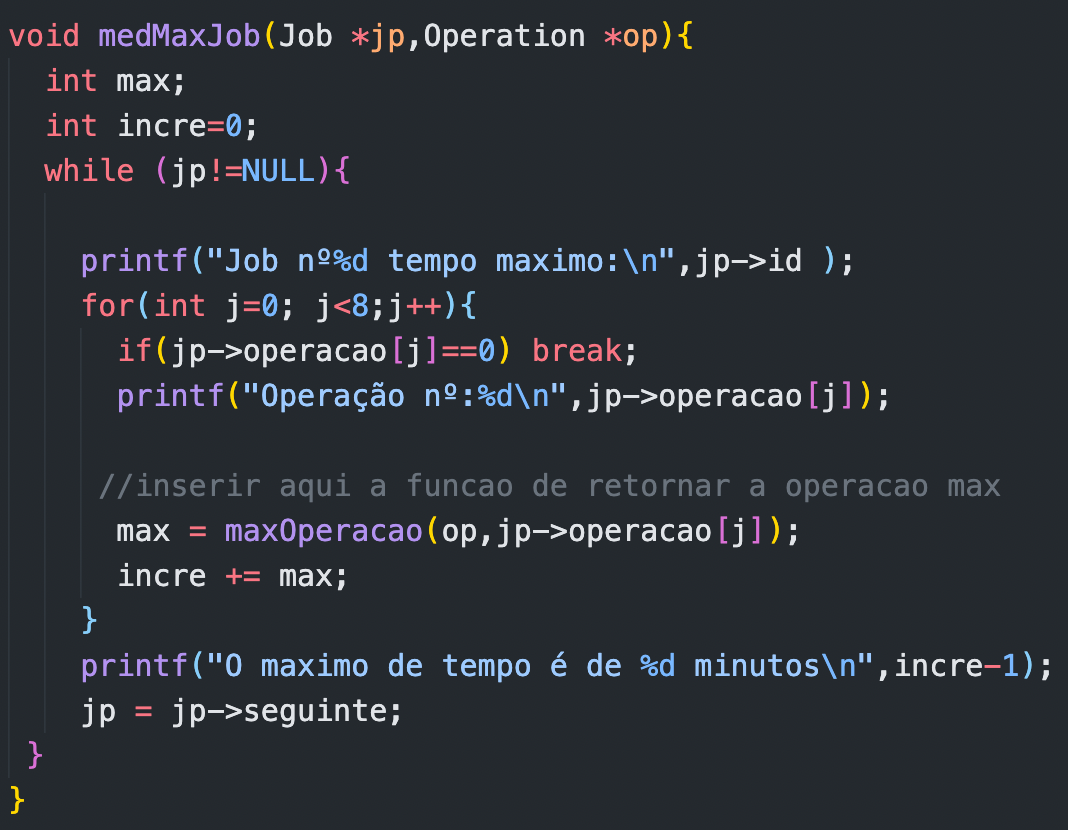 void medMaxJob(Job *jp,Operation *op){
int max;
int incre=0;
while (jp!=NULL){
printf("Job nº%d tempo maximo:\n",jp->id );
for(int j=0; j<8;j++){
if(jp->operacao[j]==0) break;
printf("Operação nº:%d\n",jp->operacao[j]);
//inserir aqui a funcao de retornar a operacao max
max = maxOperacao(op,jp->operacao[j]);
incre += max;
}
printf("O maximo de tempo é de %d minutos\n",incre-1);
jp = jp->seguinte;
}
}